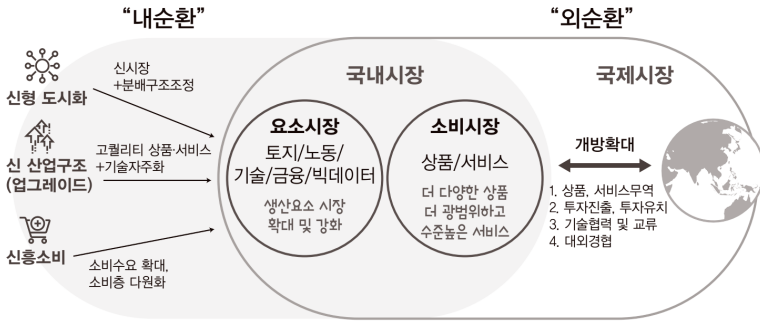 “내순환”
“외순환”
신형 도시화
신시장
+분배구조조정
신 산업구조
(업그레이드)
고퀄리티 상품·서비스
+기술자주화
신흥소비
소비수요 확대,
소비층 다원화
국내시장
요소시장
토지/노동/
기술/금융/빅데이터
생산요소 시장
확대 및 강화
소비시장
상품/서비스
더 다양한 상품
더 광범위하고
수준높은 서비스
국제시장
개방확대
1. 상품, 서비스무역
2. 투자진출, 투자유치
3. 기술협력 및 교류
4. 대외경협